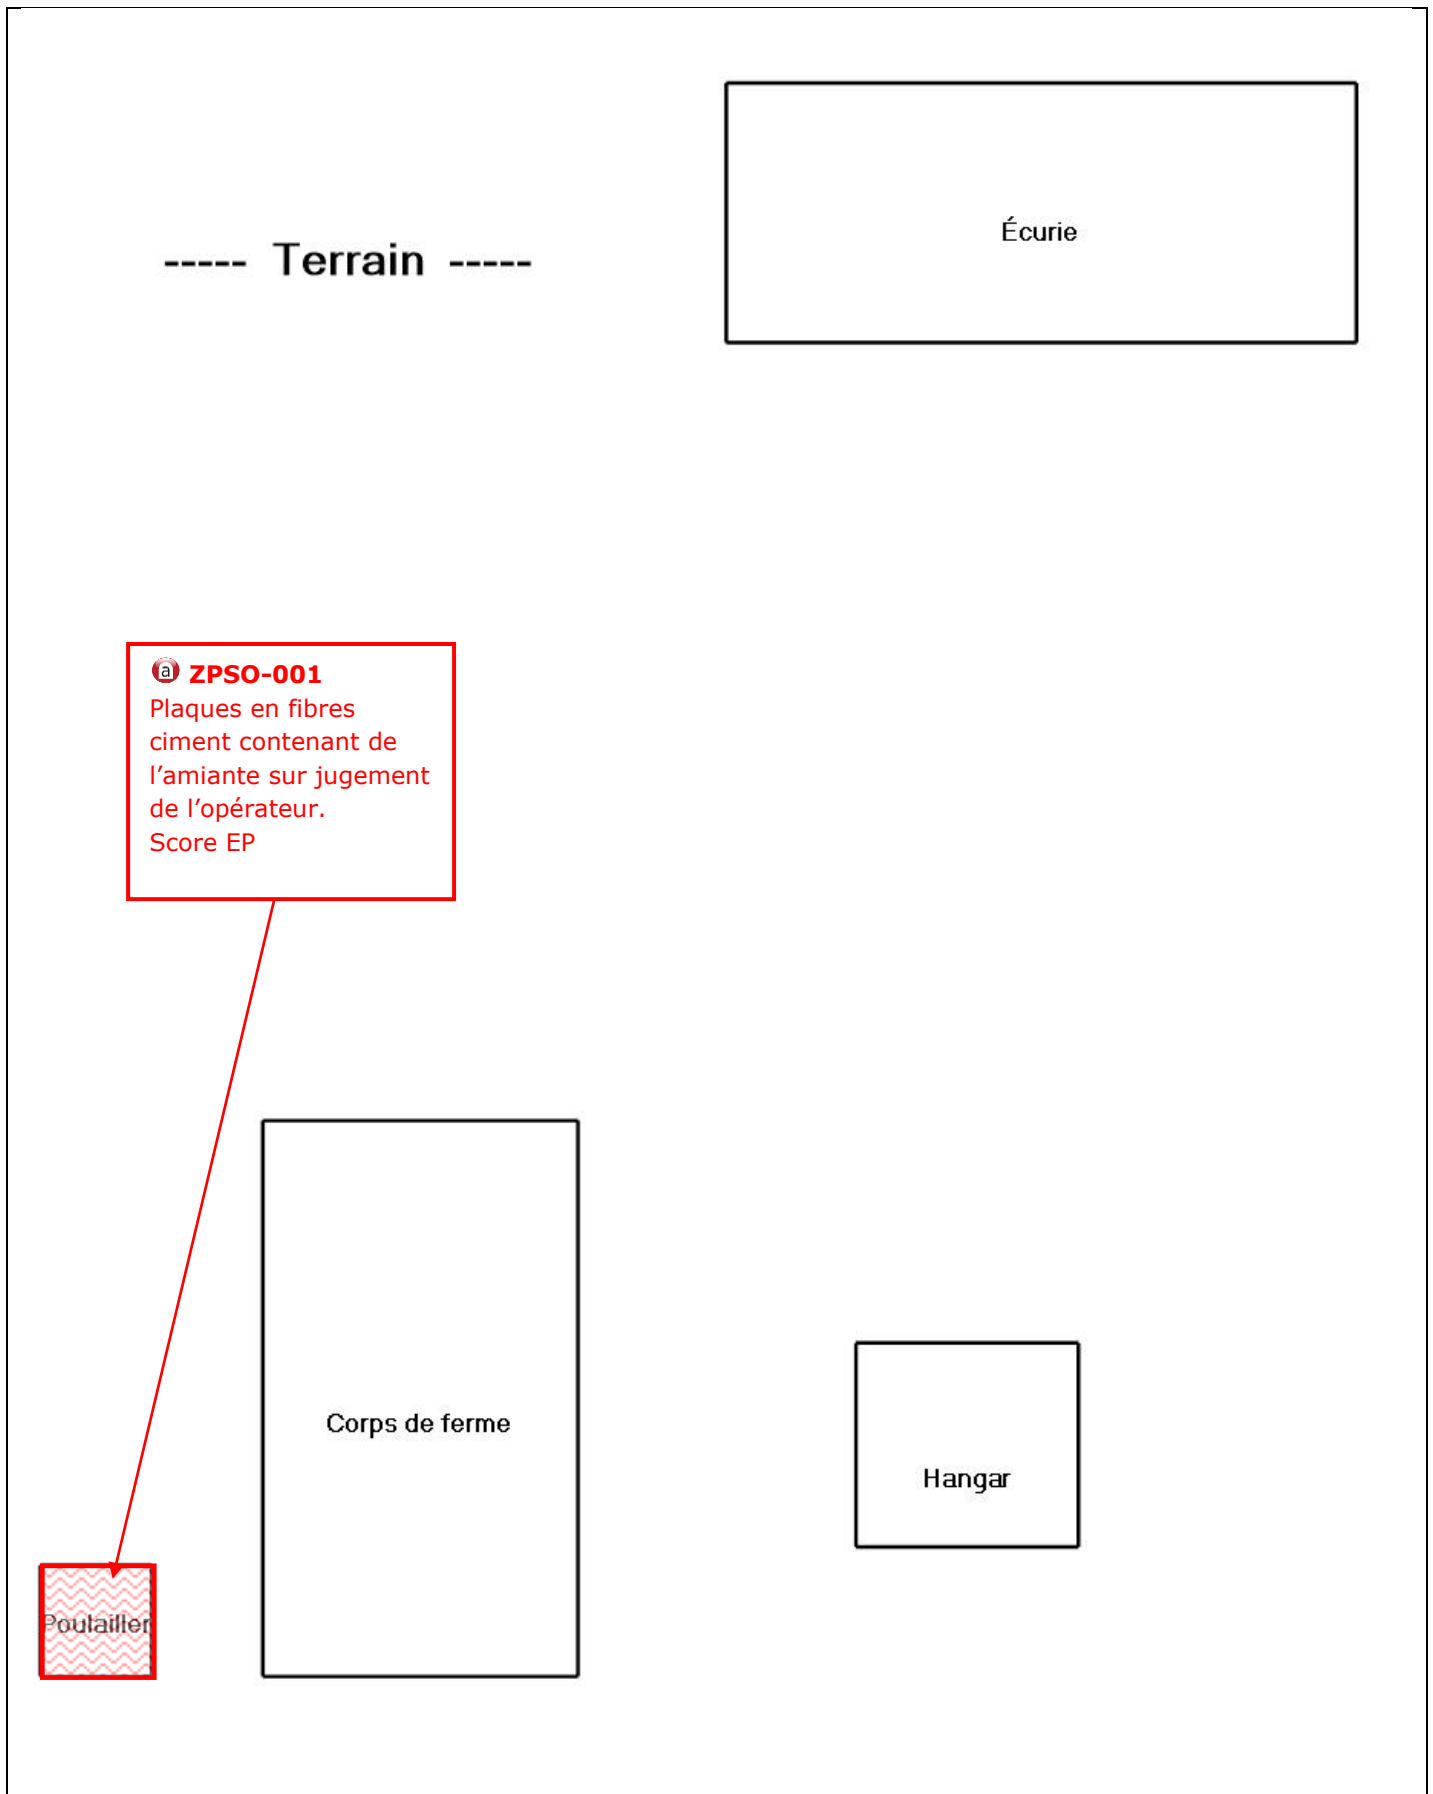 Écurie
----- Terrain -----
a ZPSO-001
Plaques en fibres
ciment contenant de
l’amiante sur jugement
de l’opérateur.
Score EP
Corps de ferme
Hangar
Poulailler